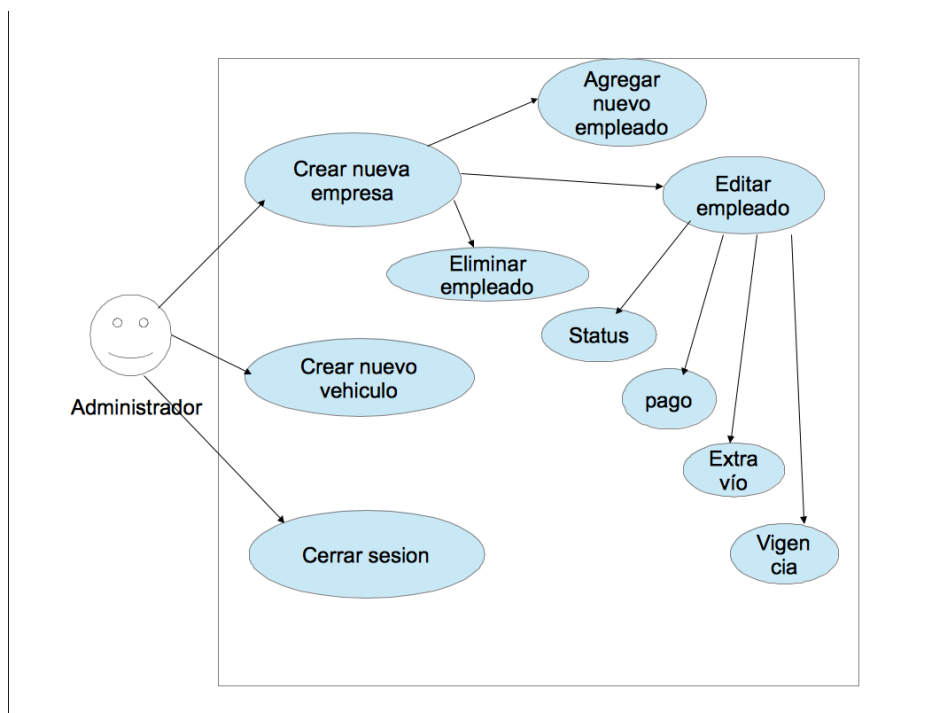 Agregar
nuevo
empleado
Crear nueva
empresa
Editar
empleado
Eliminar
empleado
Status
Crear nuevo
vehiculo
pago
Administrador
Extra
vío
Cerrar sesion
Vigen
cia